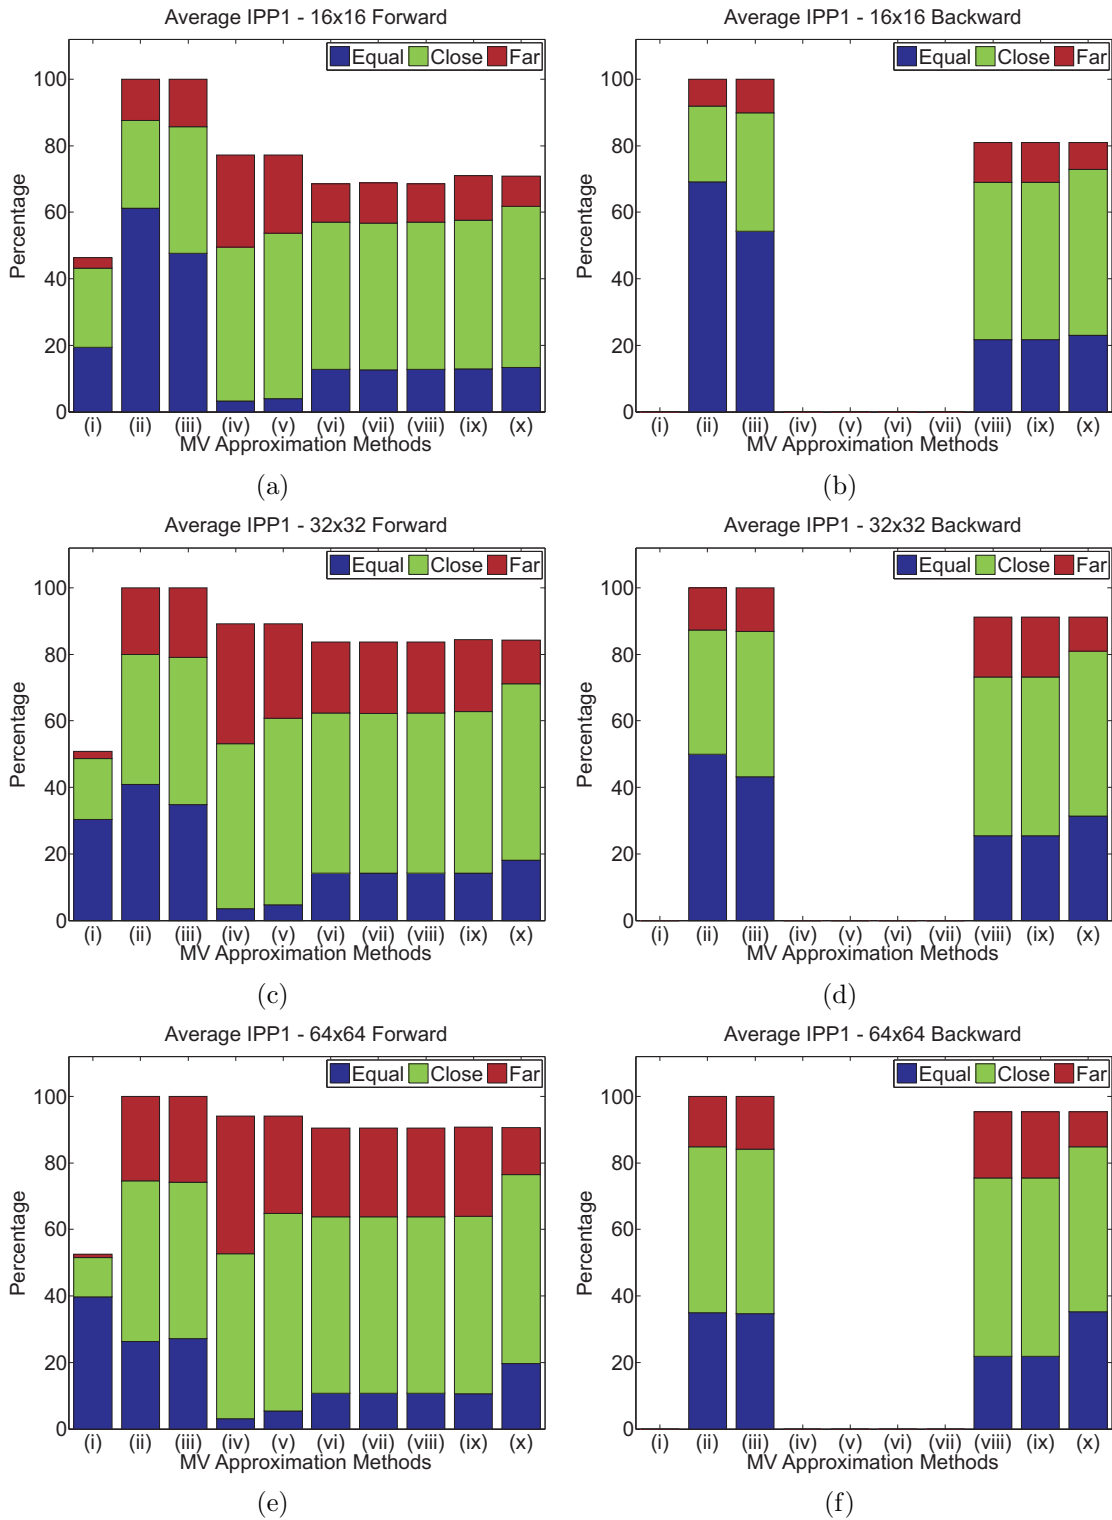 Average IPP1 - 16x16 Forward
Equal Close Far
100
80
60
40
20
0
Percentage
(i) (ii) (iii) (iv) (v) (vi) (vii) (viii) (ix) (x)
MV Approximation Methods
(a)
Average IPP1 - 16x16 Backward
Equal Close Far
100
80
60
40
20
0
Percentage
(i) (ii) (iii) (iv) (v) (vi) (vii) (viii) (ix) (x)
MV Approximation Methods
(b)
Average IPP1 - 32x32 Forward
Equal Close Far
100
80
60
40
20
0
Percentage
(i) (ii) (iii) (iv) (v) (vi) (vii) (viii) (ix) (x)
MV Approximation Methods
(c)
Average IPP1 - 32x32 Backward
Equal Close Far
100
80
60
40
20
0
Percentage
(i) (ii) (iii) (iv) (v) (vi) (vii) (viii) (ix) (x)
MV Approximation Methods
(d)
Average IPP1 - 64x64 Forward
Equal Close Far
100
80
60
40
20
0
Percentage
(i) (ii) (iii) (iv) (v) (vi) (vii) (viii) (ix) (x)
MV Approximation Methods
(e)
Average IPP1 - 64x64 Backward
Equal Close Far
100
80
60
40
20
0
Percentage
(i) (ii) (iii) (iv) (v) (vi) (vii) (viii) (ix) (x)
MV Approximation Methods
(f)